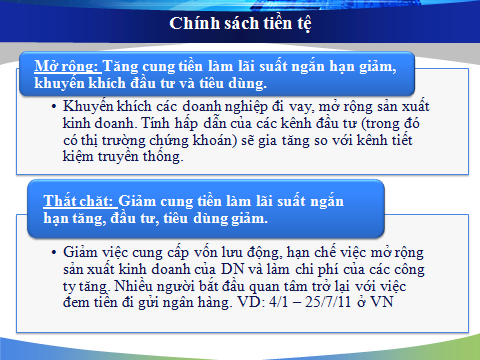 Chính sách tiền tệ
Mở rộng: Tăng cung tiền làm lãi suất ngắn hạn giảm,
khuyến khích đầu tư và tiêu dùng.
• Khuyến khích các doanh nghiệp đi vay, mở rộng sản xuất
kinh doanh. Tính hấp dẫn của các kênh đầu tư (trong đó
có thị trường chứng khoán) sẽ gia tăng so với kênh tiết
kiệm truyền thống.
Thắt chăt: Giảm cung tiền làm lãi suất ngắn
hạn tăng, đầu tư, tiêu dùng giảm.
• Giảm việc cung cấp vốn lưu động, hạn chế việc mở rộng
sản xuất kinh doanh của DN và làm chi phí của các công
ty tăng. Nhiều người bắt đầu quan tâm trở lại với việc
đem tiền đi gửi ngân hàng. VD: 4/1 – 25/7/11 ở VN